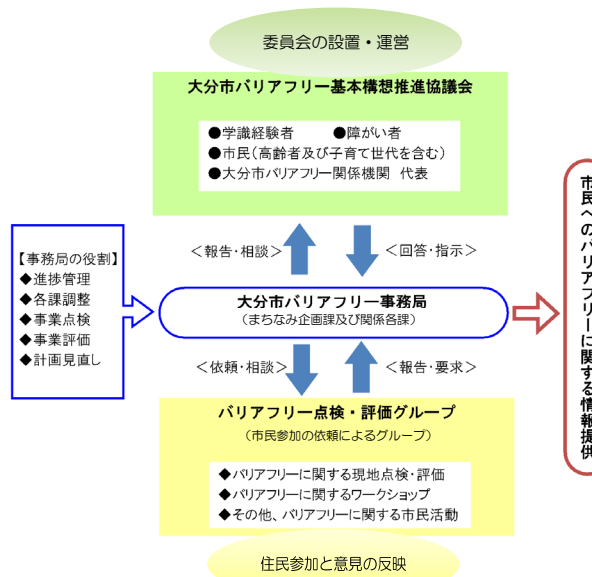 委員会の設置・運営
大分市バリアフリー基本構想推進協議会
●学識経験者 ●障がい者
●市民(高齢者及び子育て世代を含む)
●大分市バリアフリー関係機関 代表
<報告・相談>
<回答・指示>
【事務局の役割】
◆進捗管理
◆各課調整
◆事業点検
◆事業評価
◆計画見直し
大分市バリアフリー事務局
(まちなみ企画課及び関係各課)
市民へのバリアフリーに関する情報提供
<依頼・相談>
<報告・要求>
バリアフリー点検・評価グループ
(市民参加の依頼によるグループ)
◆バリアフリーに関する現地点検・評価
◆バリアフリーに関するワークショップ
◆その他、バリアフリーに関する市民活動
住民参加と意見の反映